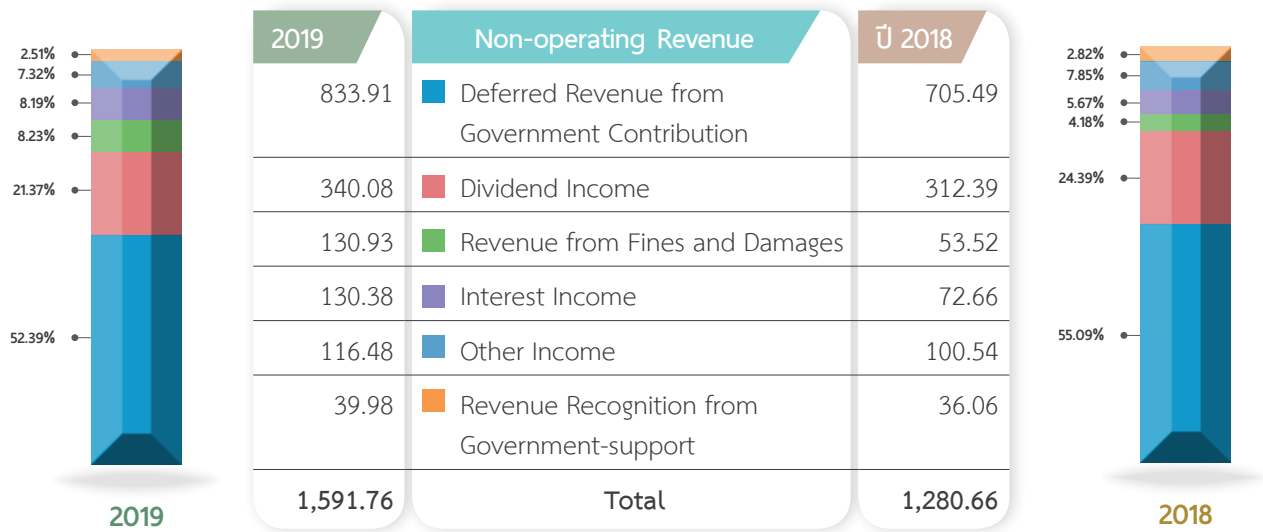 2.51%
7.32%
8.19%
8.23%
21.37%
52.39%
2019
2019 Non-operating Revenue ปี 2018
833.91 Deferred Revenue from 705.49
Government Contribution
340.08 Dividend Income 312.39
130.93 Revenue from Fines and Damages 53.52
130.38 Interest Income 72.66
116.48 Other Income 100.54
39.98 Revenue Recognition from 36.06
Government-support
1,591.76 Total 1,280.66
2.82%
7.85%
5.67%
4.18%
24.39%
55.09%
2018